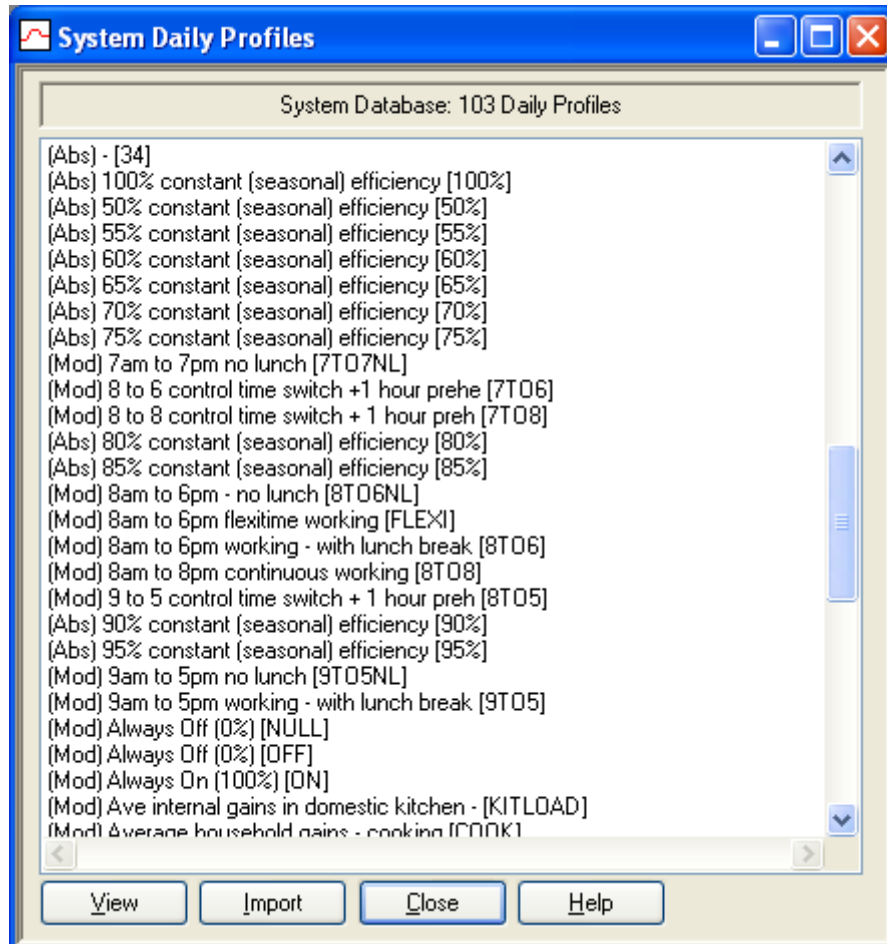 System Daily Profiles
System Database: 103 Daily Profiles
(Abs) - [34]
(Abs) 100% constant (seasonal) efficiency [100%]
(Abs) 50% constant (seasonal) efficiency [50%]
(Abs) 55% constant (seasonal) efficiency [55%]
(Abs) 60% constant (seasonal) efficiency [60%]
(Abs) 65% constant (seasonal) efficiency [65%]
(Abs) 70% constant (seasonal) efficiency [70%]
(Abs) 75% constant (seasonal) efficiency [75%]
(Mod) 7am to 7pm no lunch [7TO7NL]
(Mod) 8 to 6 control time switch +1 hour prehe [7TO6]
(Mod) 8 to 8 control time switch + 1 hour preh [7TO8]
(Abs) 80% constant (seasonal) efficiency [80%]
(Abs) 85% constant (seasonal) efficiency [85%]
(Mod) 8am to 6pm - no lunch [8TO6NL]
(Mod) 8am to 6pm flexitime working [FLEXI]
(Mod) 8am to 6pm working - with lunch break [8TO6]
(Mod) 8am to 8pm continuous working [8TO8]
(Mod) 9 to 5 control time switch + 1 hour preh [8TO5]
(Abs) 90% constant (seasonal) efficiency [90%]
(Abs) 95% constant (seasonal) efficiency [95%]
(Mod) 9am to 5pm no lunch [9TO5NL]
(Mod) 9am to 5pm working - with lunch break [9TO5]
(Mod) Always Off (0%) [NULL]
(Mod) Always Off (0%) [OFF]
(Mod) Always On (100%) [ON]
(Mod) Ave internal gains in domestic kitchen - [KITLOAD]
(Mod) Average household gains - cooking [COOK]
View Import Close Help